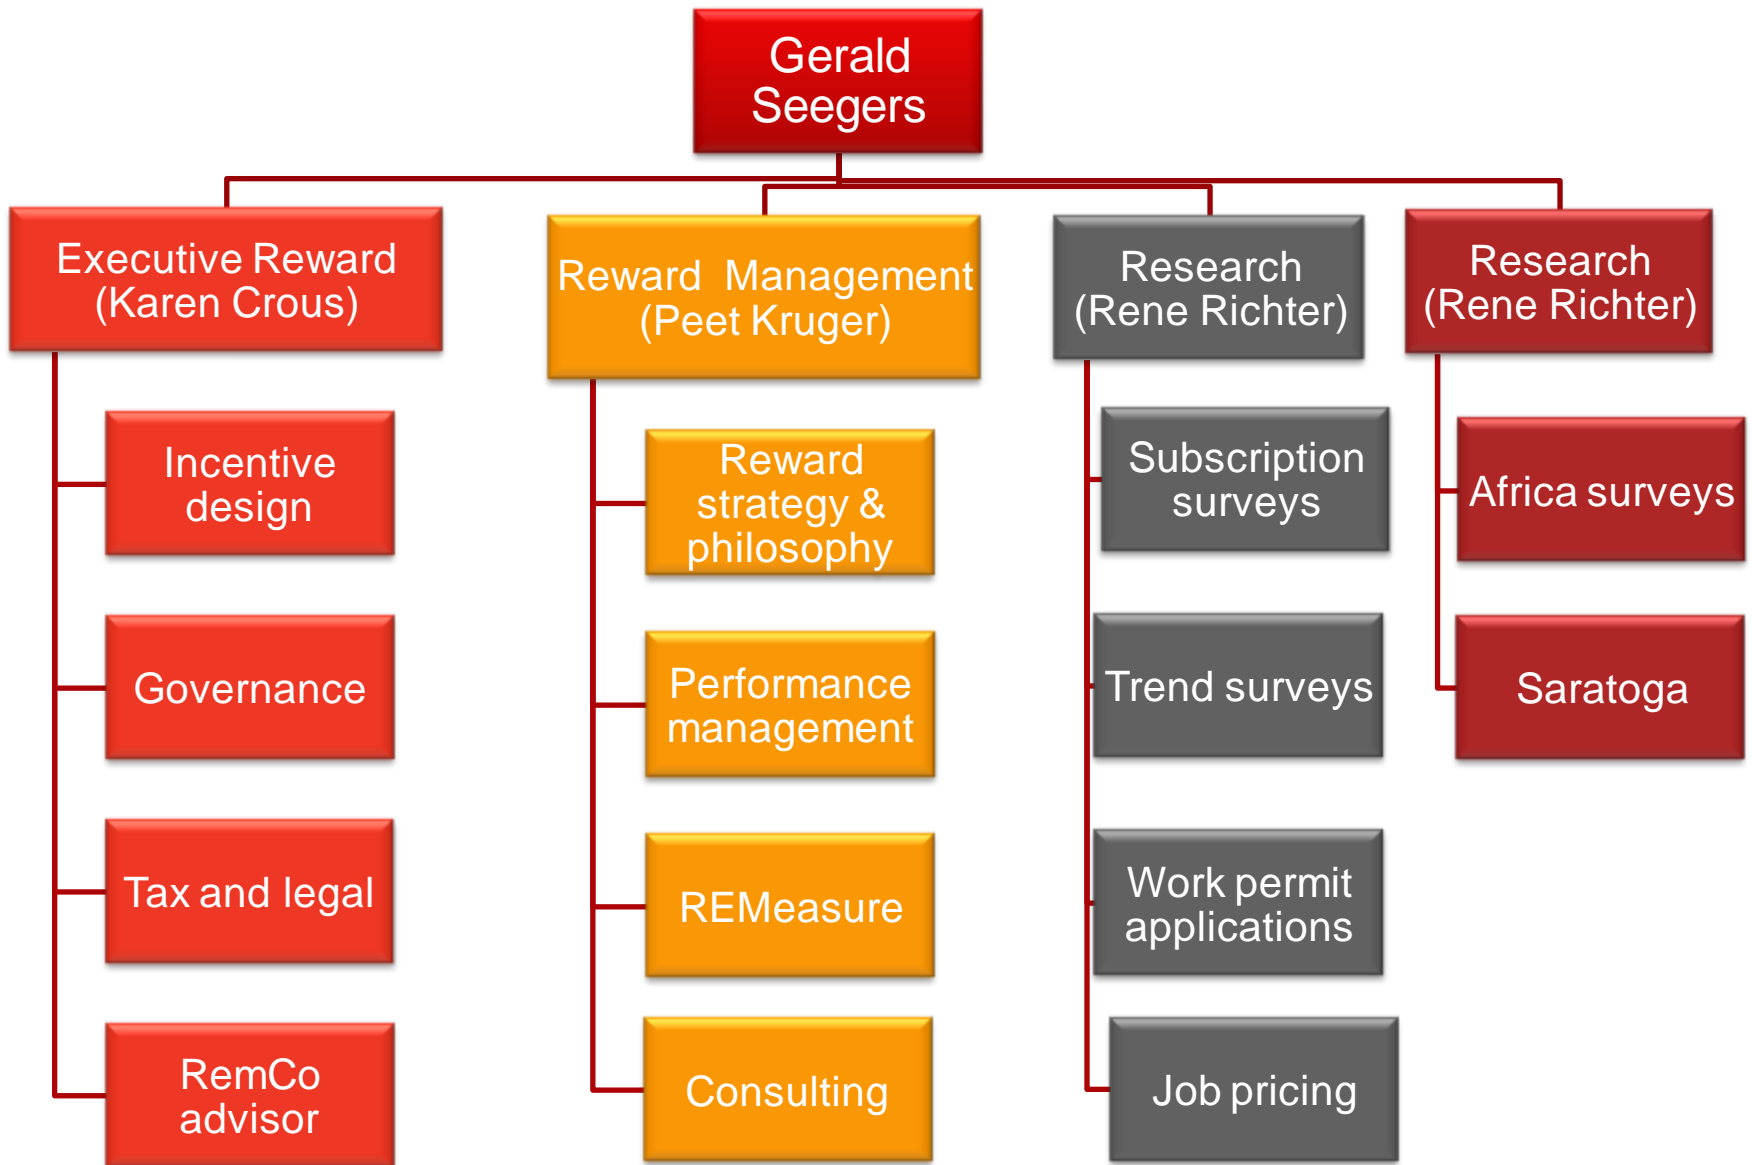 Gerald
Seegers
Executive Reward
(Karen Crous)
Incentive
design
Governance
Tax and legal
RemCo
advisor
Reward Management
(Peet Kruger)
Reward
strategy &
philosophy
Performance
management
REMeasure
Consulting
Research
(Rene Richter)
Subscription
surveys
Trend surveys
Work permit
applications
Job pricing
Research
(Rene Richter)
Africa surveys
Saratoga